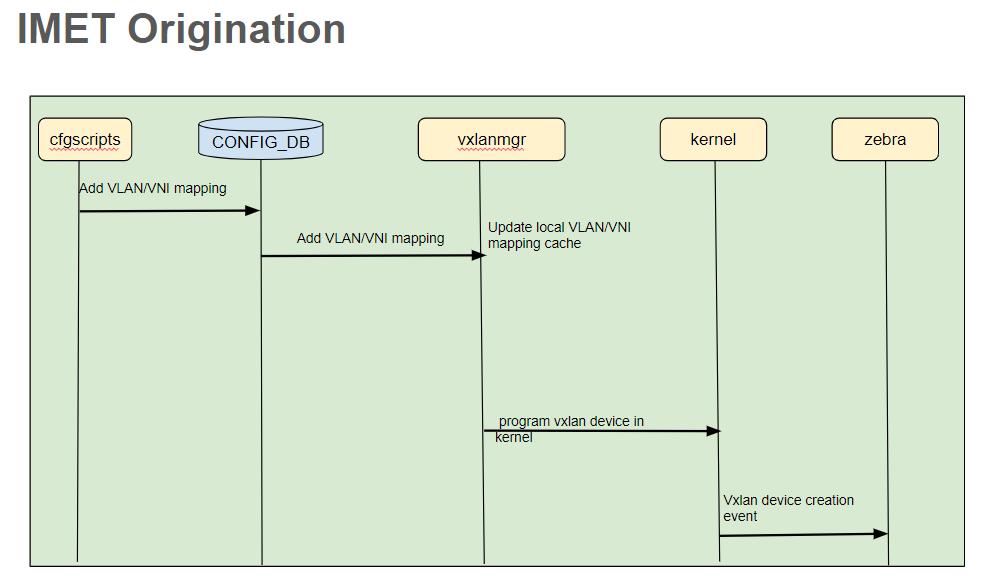 IMET Origination
cfgscripts
CONFIG_DB
vxlanmgr
kernel
zebra
Add VLAN/VNI mapping
Add VLAN/VNI mapping
Update local VLAN/VNI
mapping cache
program vxlan device in
kernel
Vxlan device creation
event